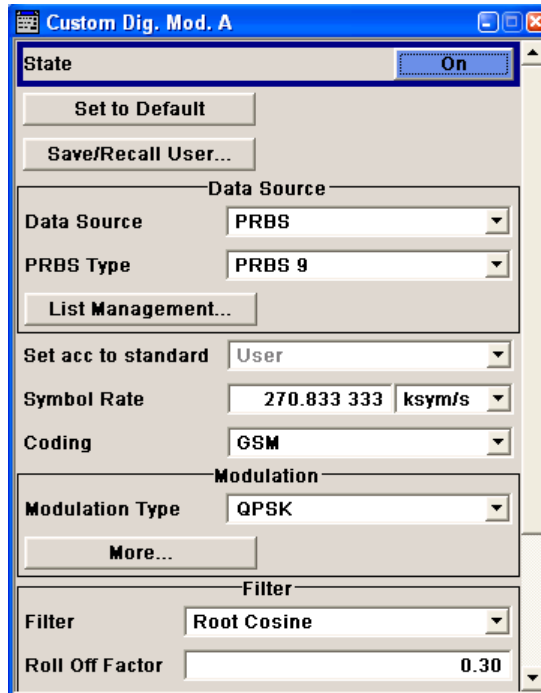 Custom Dig. Mod. A
State On
Set to Default
Save/Recall User...
Data Source
Data Source PRBS
PRBS Type PRBS 9
List Management...
Set acc to standard User
Symbol Rate 270.833 333 ksym/s
Coding GSM
Modulation
Modulation Type QPSK
More...
Filter
Filter Root Cosine
Roll Off Factor 0.30